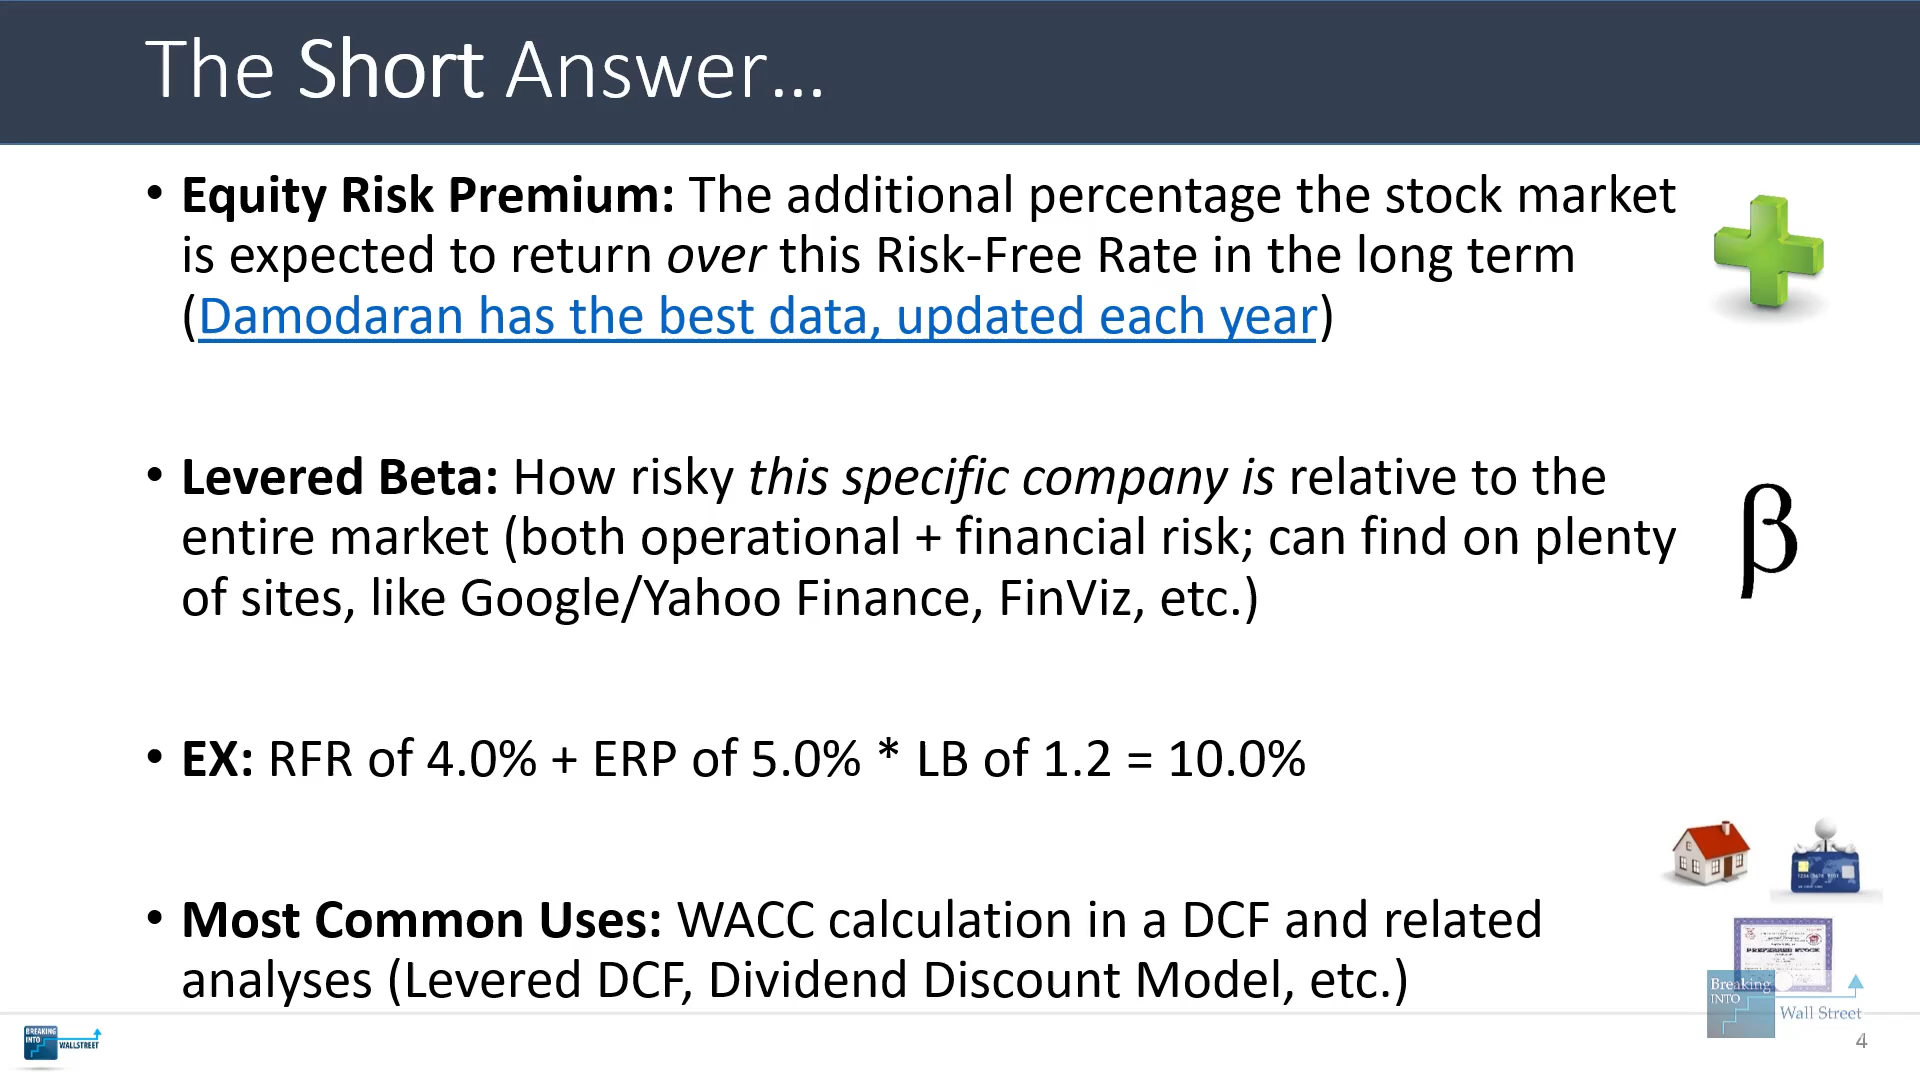 The Short Answer...
• Equity Risk Premium: The additional percentage the stock market
is expected to return over this Risk-Free Rate in the long term
(Damodaran has the best data, updated each year)
• Levered Beta: How risky this specific company is relative to the
entire market (both operational + financial risk; can find on plenty
of sites, like Google/Yahoo Finance, FinViz, etc.)
β
• EX: RFR of 4.0% + ERP of 5.0% * LB of 1.2 = 10.0%
• Most Common Uses: WACC calculation in a DCF and related
analyses (Levered DCF, Dividend Discount Model, etc.)
PREFERRED STOCK
Breaking
INTO
Wall Street
BREAKING
INTO
WALLSTREET
4